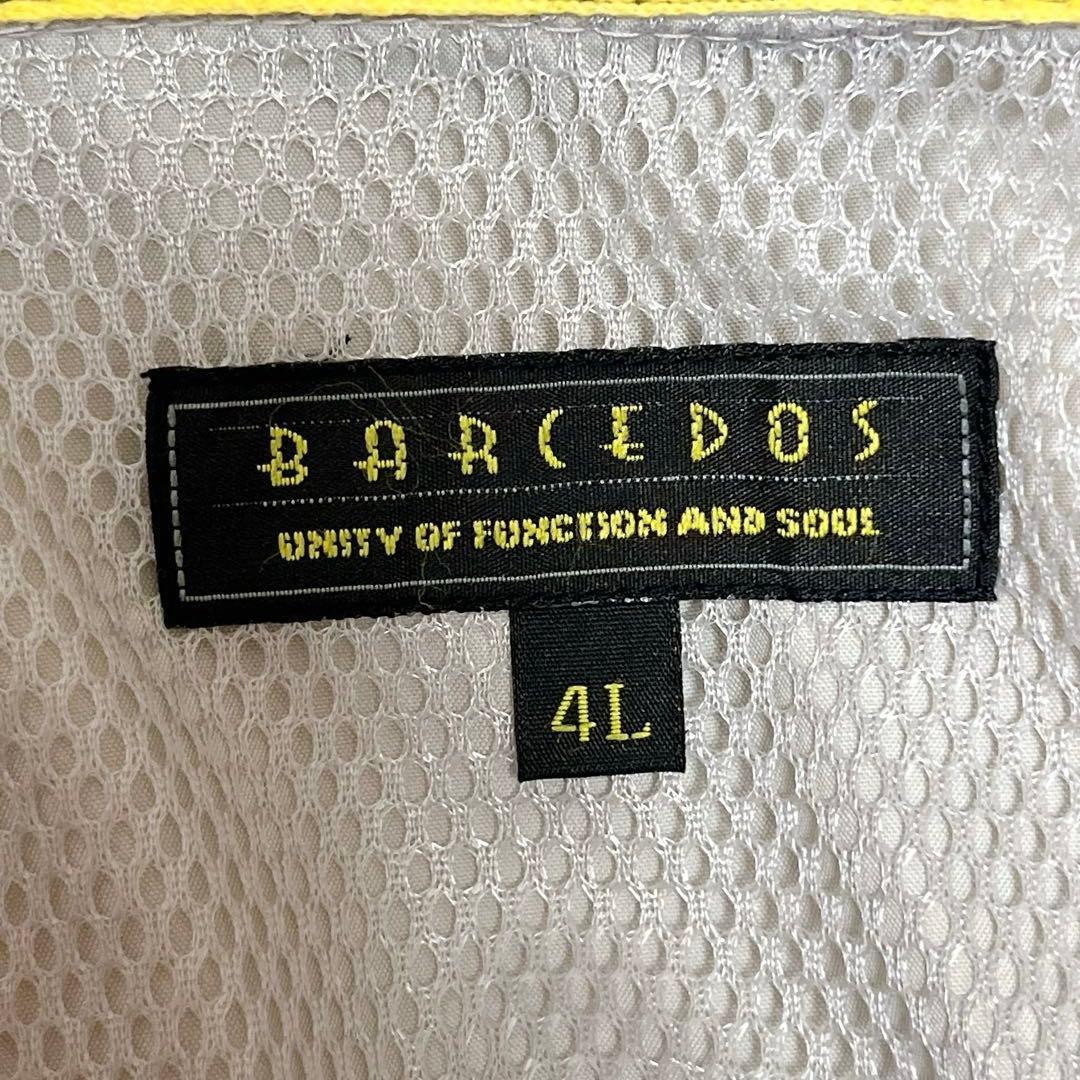 BARCEDOS
UNITY OF FUNCTION AND SOUL
4L